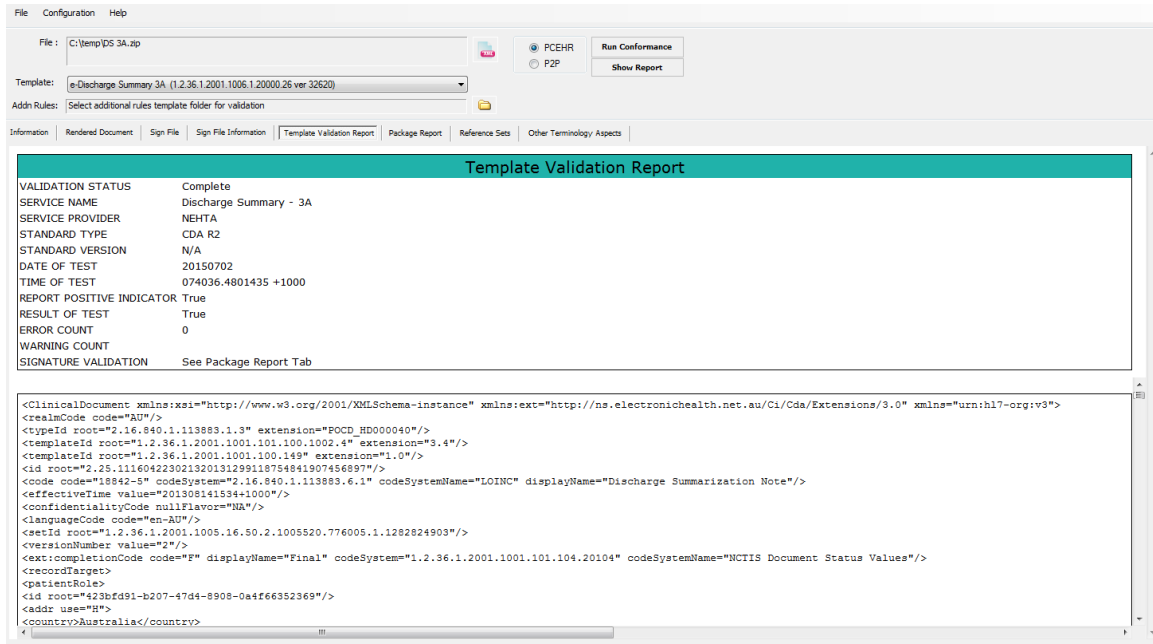 File Configuration Help
File : C:\temp\DS 3A.zip
PCEHR
Run Conformance
P2P
Show Report
Template: e-Discharge Summary 3A (1.2.36.1.2001.1006.1.20000.26 ver 32620)
Addn Rules: Select additional rules template folder for validation
Information Rendered Document Sign File Sign File Information Template Validation Report Package Report Reference Sets Other Terminology Aspects
Template Validation Report
VALIDATION STATUS Complete
SERVICE NAME Discharge Summary - 3A
SERVICE PROVIDER NEHTA
STANDARD TYPE CDA R2
STANDARD VERSION N/A
DATE OF TEST 20150702
TIME OF TEST 074036.4801435 +1000
REPORT POSITIVE INDICATOR True
RESULT OF TEST True
ERROR COUNT 0
WARNING COUNT
SIGNATURE VALIDATION See Package Report Tab
<ClinicalDocument xmlns:xsi="http://www.w3.org/2001/XMLSchema-instance" xmlns:ext="http://ns.electronichealth.net.au/Ci/Cda/Extensions/3.0" xmlns="urn:hl7-org:v3">
<realmCode code="AU"/>
<typeId root="2.16.840.1.113883.1.3" extension="POCD_HD000040"/>
<templateId root="1.2.36.1.2001.1001.101.100.1002.4" extension="3.4"/>
<templateId root="1.2.36.1.2001.1001.100.149" extension="1.0"/>
<id root="2.25.111604223021320131299118754841907456897"/>
<code code="18842-5" codeSystem="2.16.840.1.113883.6.1" codeSystemName="LOINC" displayName="Discharge Summarization Note"/>
<effectiveTime value="201308141534+1000"/>
<confidentialityCode nullFlavor="NA"/>
<languageCode code="en-AU"/>
<setId root="1.2.36.1.2001.1005.16.50.2.1005520.776005.1.1282824903"/>
<versionNumber value="2"/>
<ext:completionCode code="F" displayName="Final" codeSystem="1.2.36.1.2001.1001.101.104.20104" codeSystemName="NCTIS Document Status Values"/>
<recordTarget>
<patientRole>
<id root="423bfd91-b207-47d4-8908-0a4f66352369"/>
<addr use="H">
<country>Australia</country>